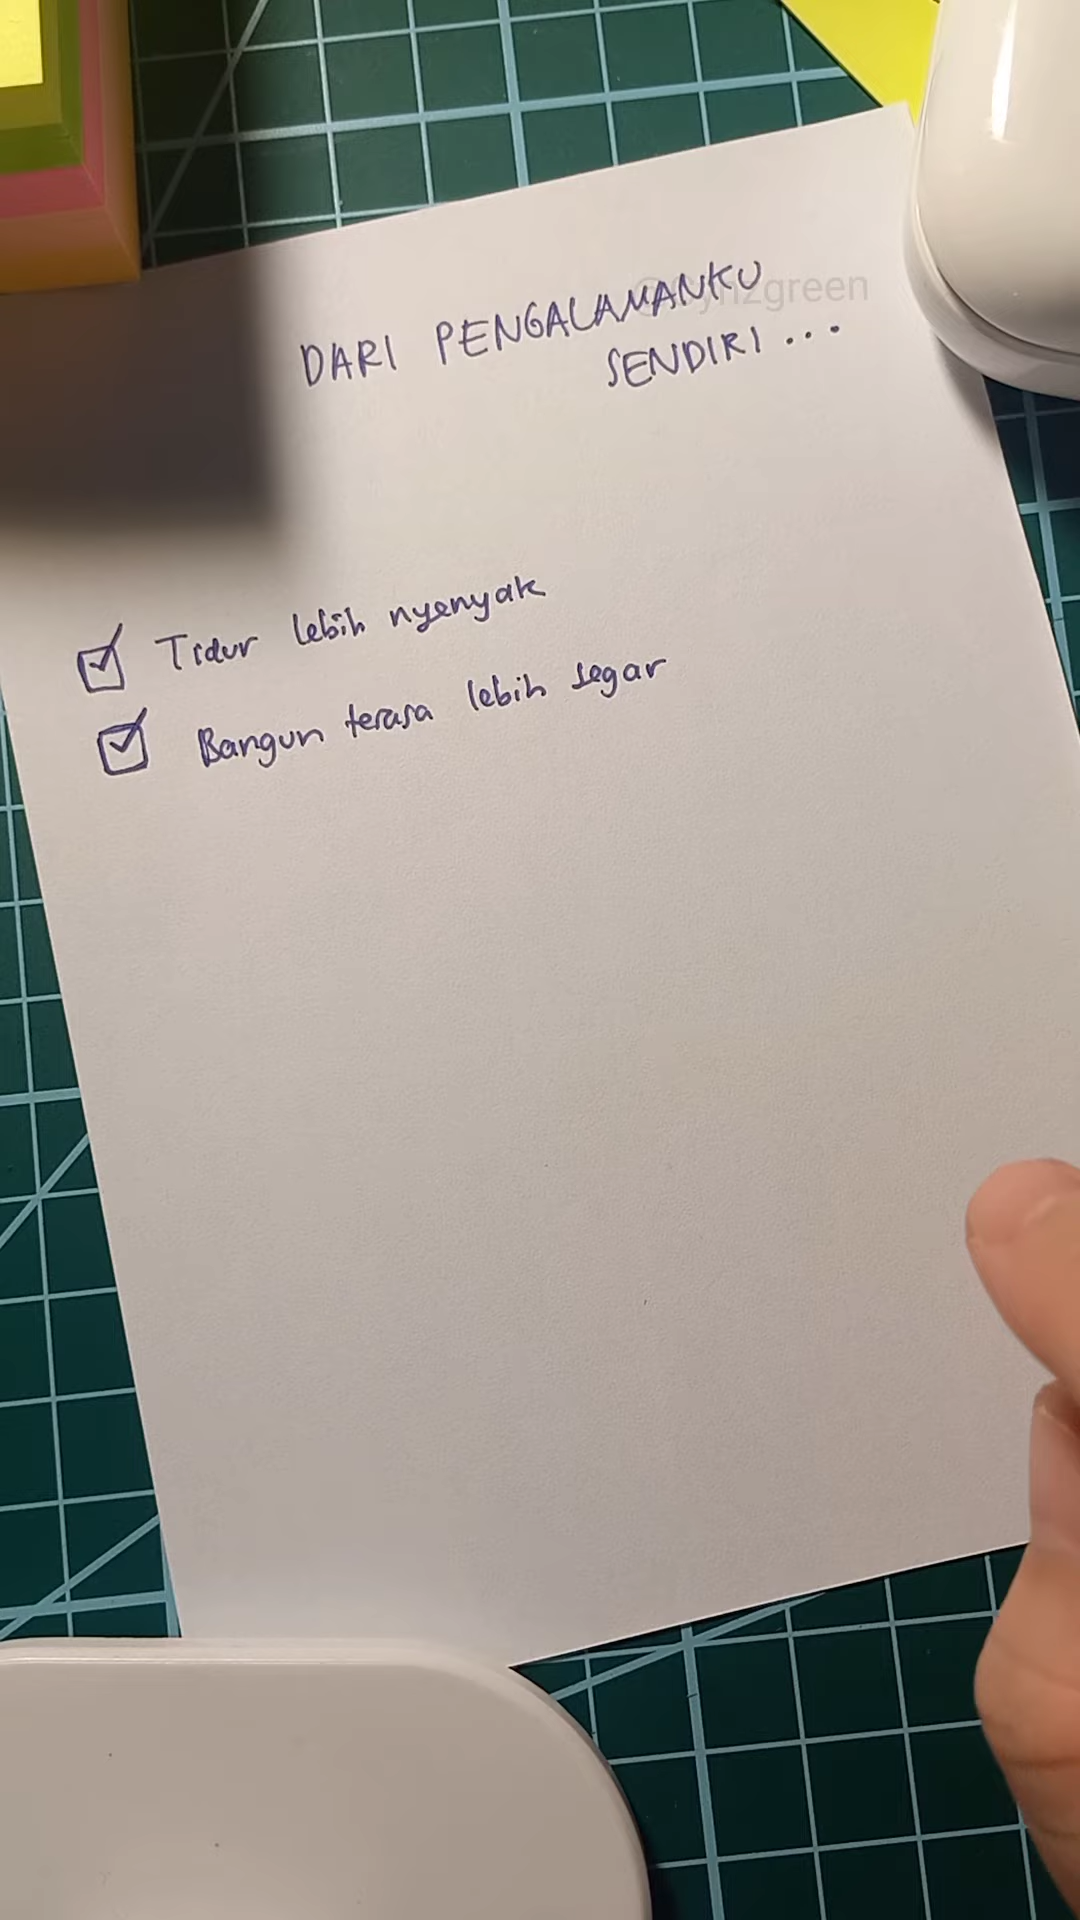 DARI PENGALAMANKU
SENDIRI...
Tidur lebih nyenyak
Bangun terasa lebih segar